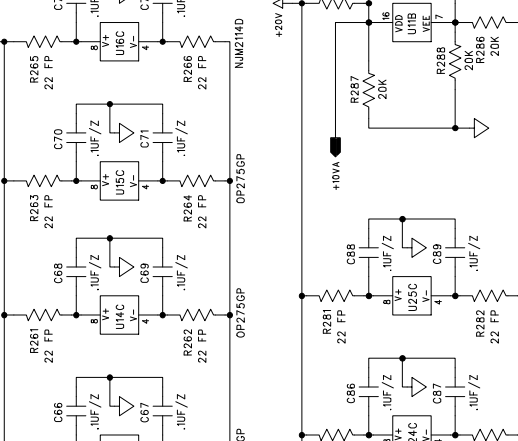 +20V
C7
.1UF
C7
.1UF
8
V+
U16C
V-
4
R265
22 FP
R266
22 FP
NJM2114D
16
VDD
U11B
VEE
7
R286
20K
R288
20K
R287
20K
+10VA
C70
.1UF/Z
C71
.1UF/Z
8
V+
U15C
V-
4
R263
22 FP
R264
22 FP
OP275GP
C68
.1UF/Z
C69
.1UF/Z
8
V+
U14C
V-
4
R261
22 FP
R262
22 FP
OP275GP
C88
.1UF/Z
C89
.1UF/Z
8
V+
U25C
V-
4
R281
22 FP
R282
22 FP
C66
.1UF/Z
C67
.1UF/Z
GP
C86
.1UF/Z
C87
.1UF/Z
8
V+
24C
V-
4